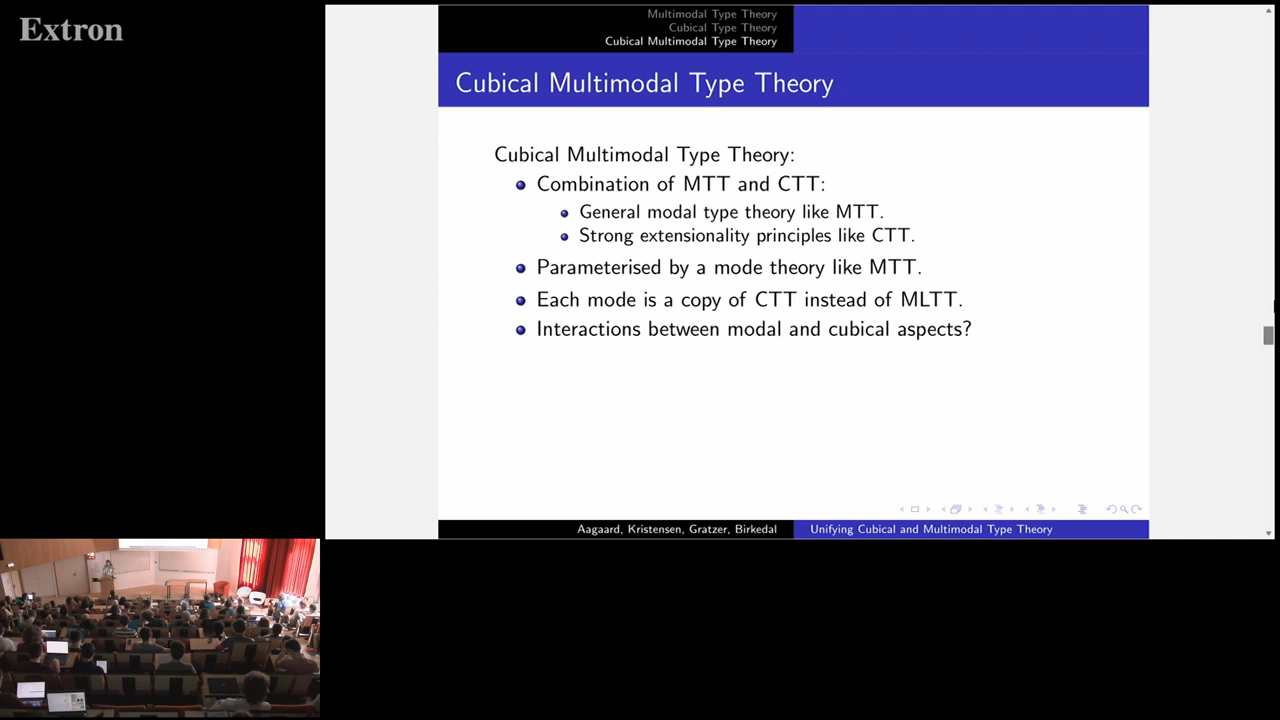 Extron
Multimodal Type Theory
Cubical Type Theory
Cubical Multimodal Type Theory
Cubical Multimodal Type Theory
Cubical Multimodal Type Theory:
Combination of MTT and CTT:
General modal type theory like MTT.
Strong extensionality principles like CTT.
Parameterised by a mode theory like MTT.
Each mode is a copy of CTT instead of MLTT.
Interactions between modal and cubical aspects?
Aagaard, Kristensen, Gratzer, Birkedal
Unifying Cubical and Multimodal Type Theory